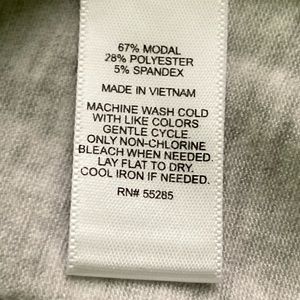 67% MODAL
28% POLYESTER
5% SPANDEX
MADE IN VIETNAM
MACHINE WASH COLD
WITH LIKE COLORS
GENTLE CYCLE.
ONLY NON-CHLORINE
BLEACH WHEN NEEDED.
LAY FLAT TO DRY.
COOL IRON IF NEEDED.
RN# 55285